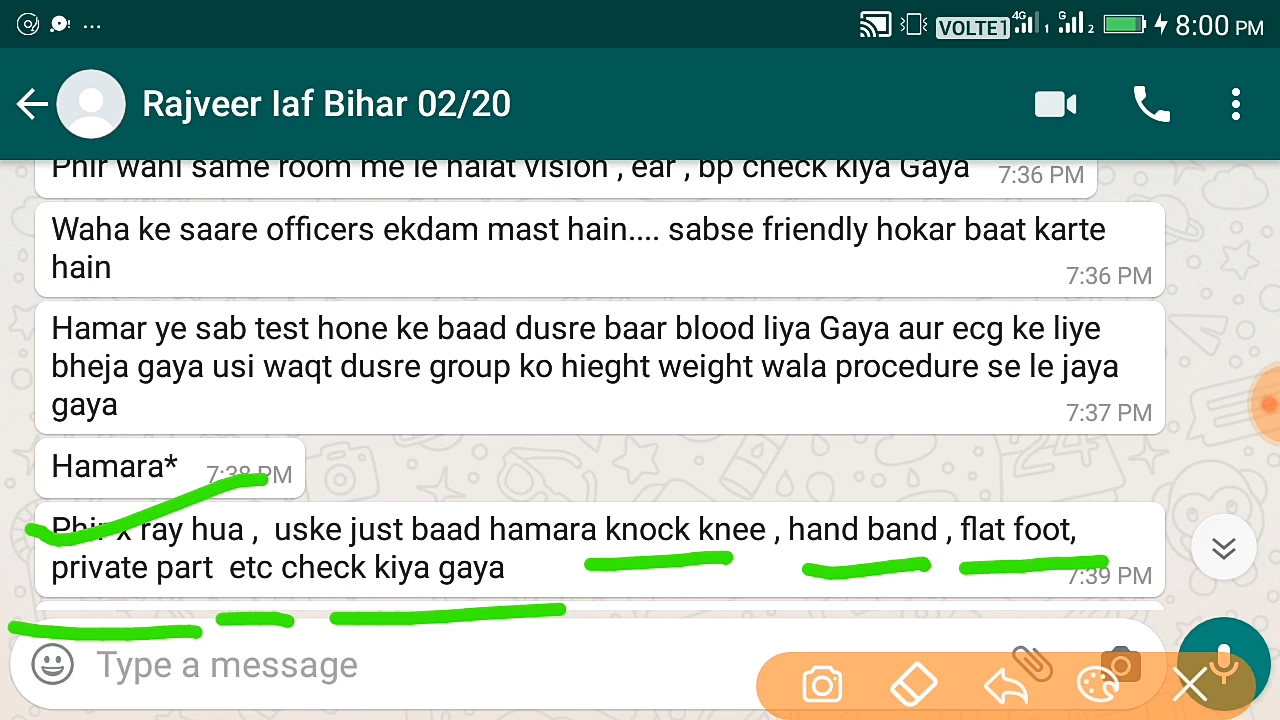 VOLTE1 4G 1 G 2 8:00 PM
Rajveer Iaf Bihar 02/20
Phir wahi same room me le halat vision , ear , bp check kiya Gaya 7:36 PM
Waha ke saare officers ekdam mast hain.... sabse friendly hokar baat karte
hain 7:36 PM
Hamar ye sab test hone ke baad dusre baar blood liya Gaya aur ecg ke liye
bheja gaya usi waqt dusre group ko hieght weight wala procedure se le jaya
gaya 7:37 PM
Hamara* 7:38 PM
Phir x ray hua , uske just baad hamara knock knee , hand band , flat foot,
private part etc check kiya gaya 7:39 PM
Type a message